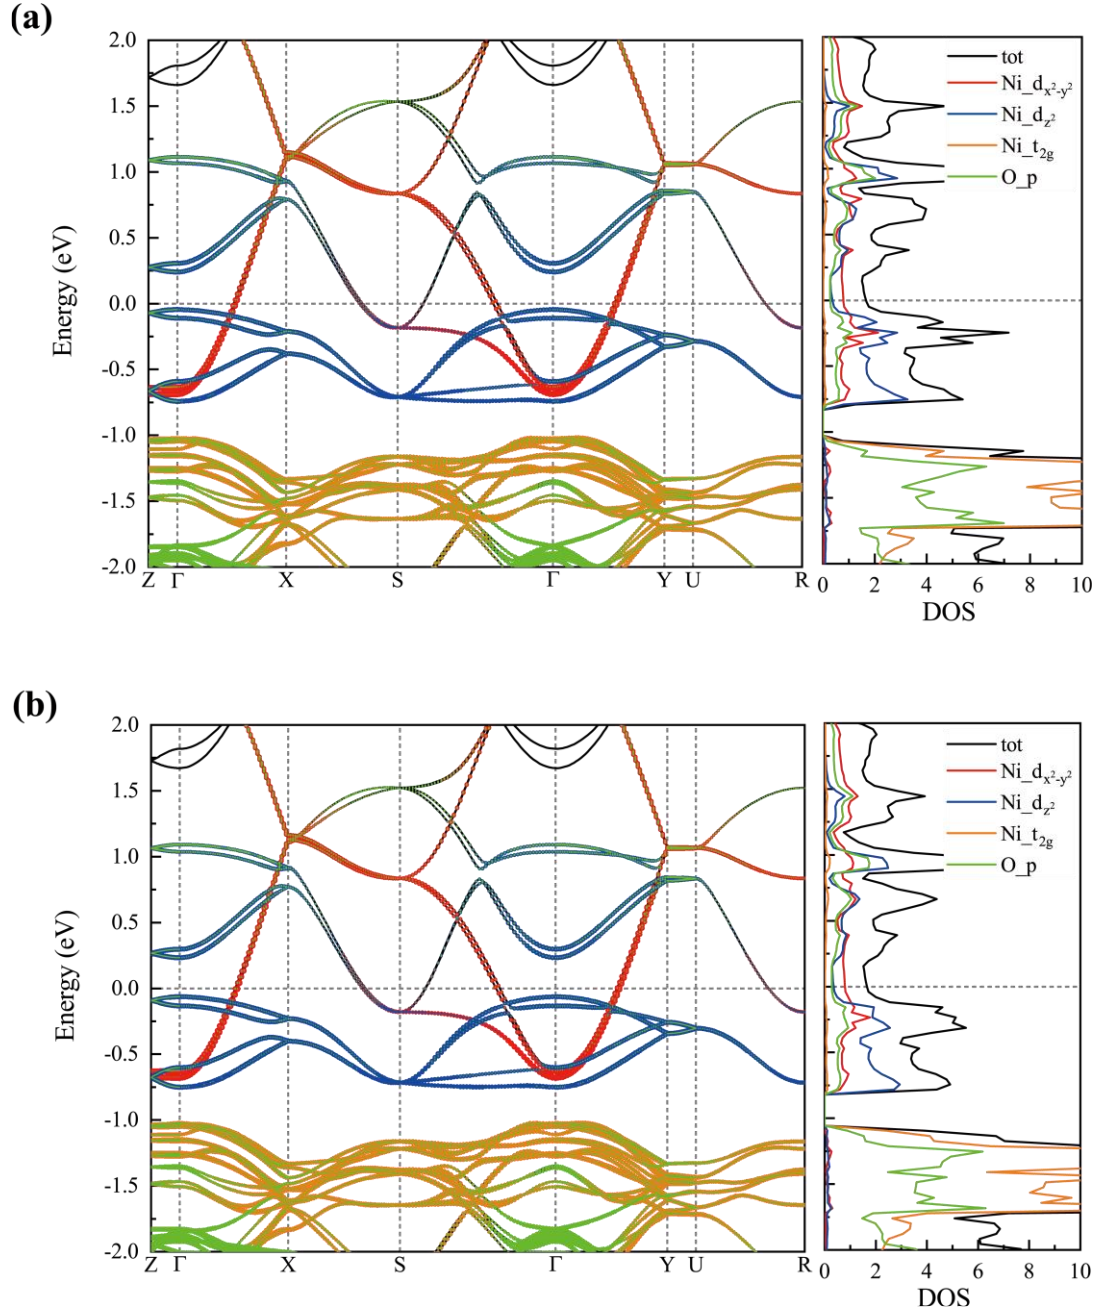 (a)
2.0
1.5
1.0
0.5
0.0
-0.5
-1.0
-1.5
-2.0
Energy (eV)
Z Γ X S Γ Y U R
tot
Ni_dx²-y²
Ni_dz²
Ni_t2g
O_p
0 2 4 6 8 10
DOS
(b)
2.0
1.5
1.0
0.5
0.0
-0.5
-1.0
-1.5
-2.0
Energy (eV)
Z Γ X S Γ Y U R
tot
Ni_dx²-y²
Ni_dz²
Ni_t2g
O_p
0 2 4 6 8 10
DOS